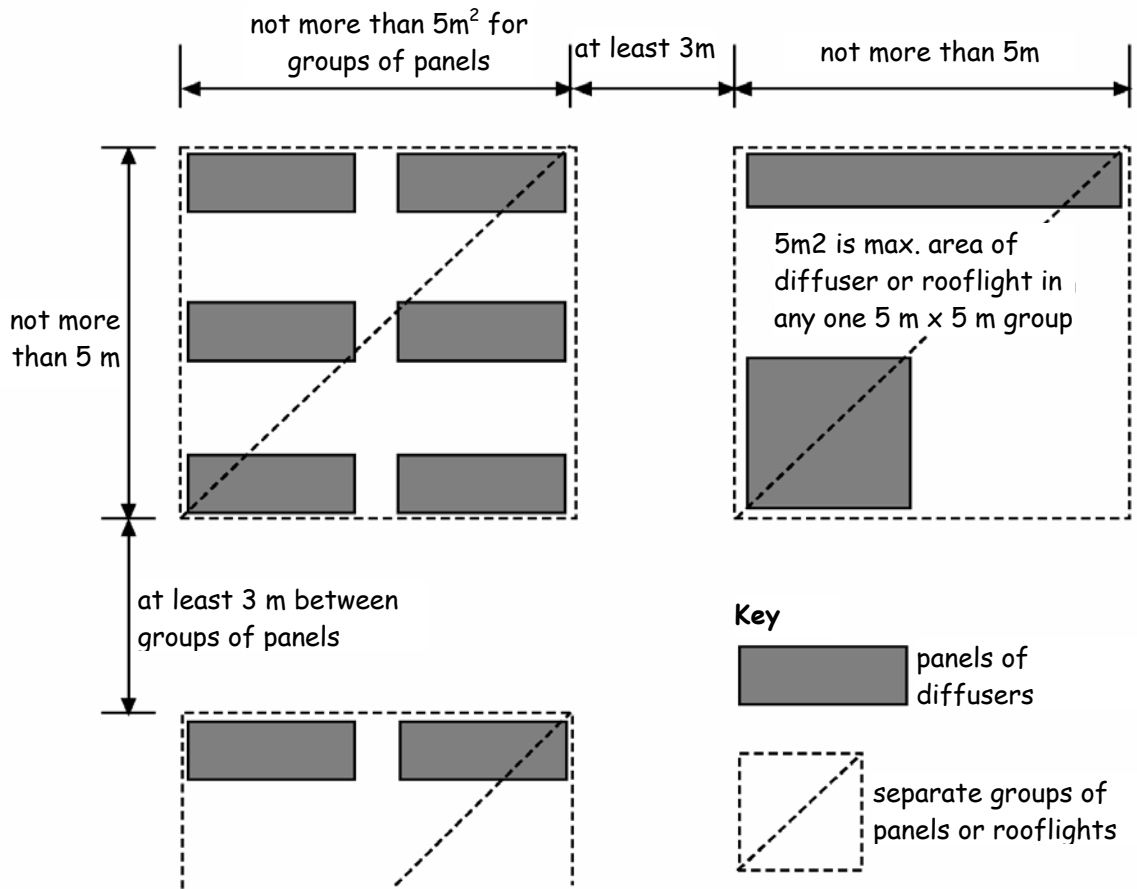 not more than 5m² for
groups of panels
at least 3m
not more than 5m
not more
than 5 m
5m2 is max. area of
diffuser or rooflight in
any one 5 m x 5 m group
at least 3 m between
groups of panels
Key
panels of
diffusers
separate groups of
panels or rooflights